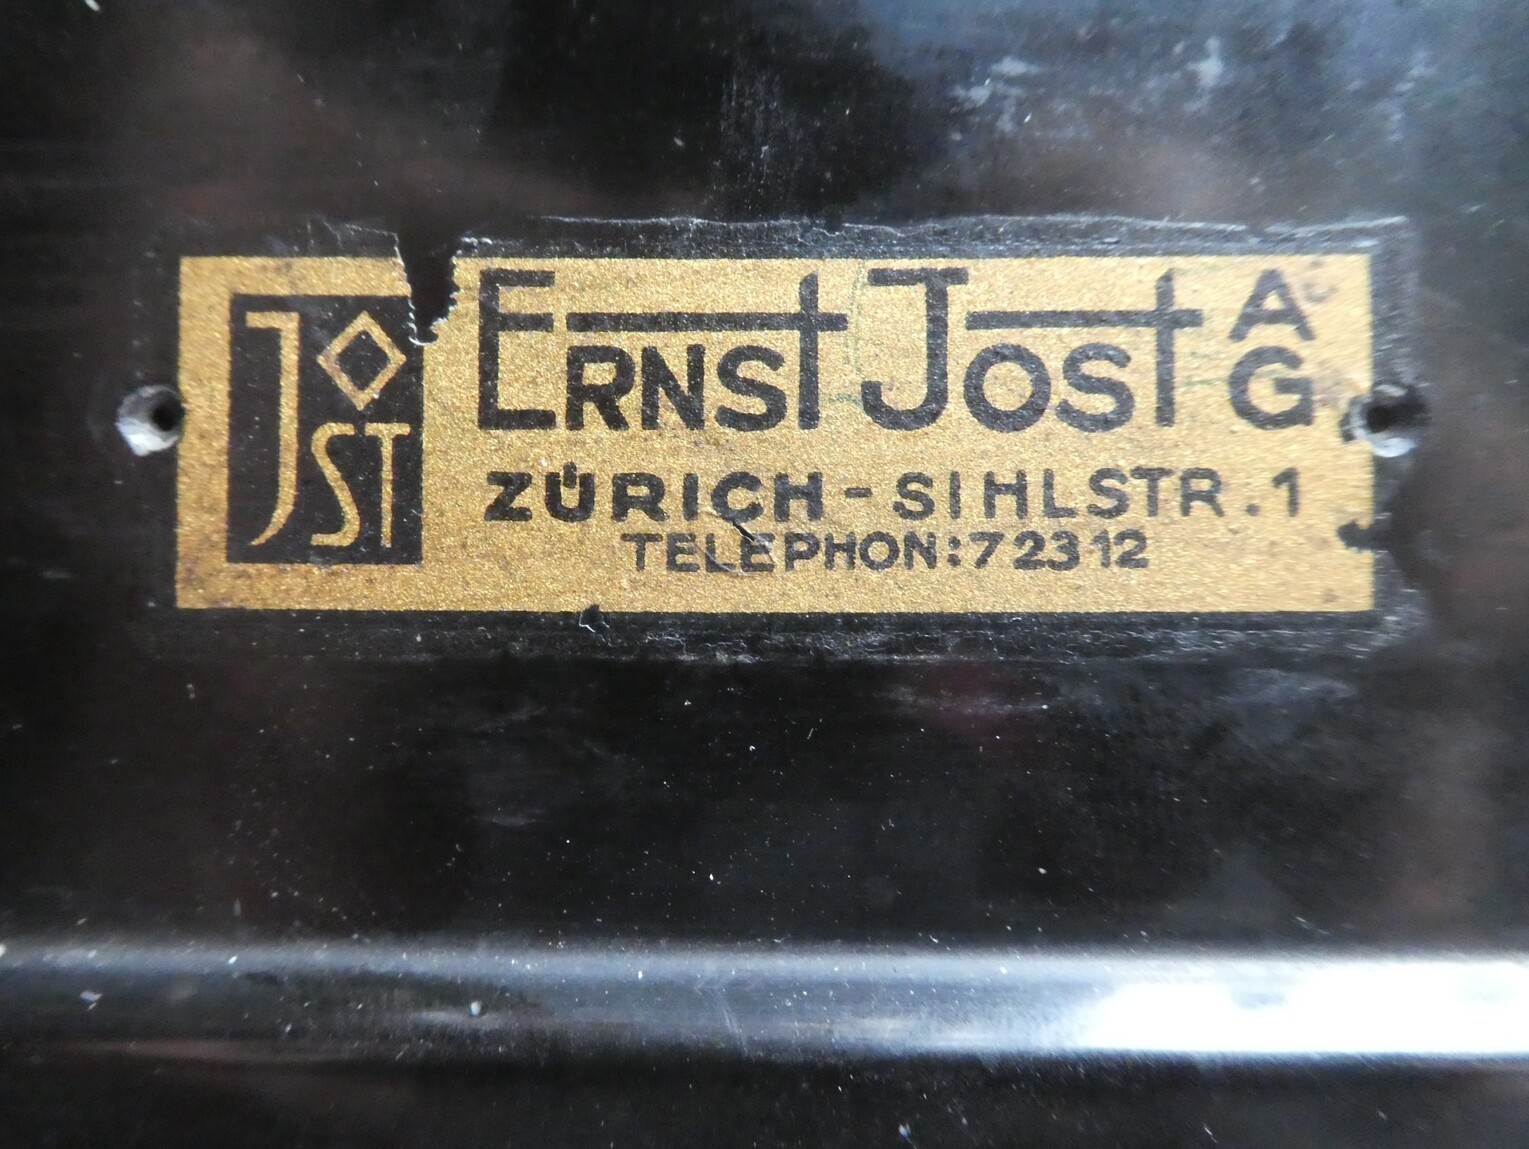 JOST
ERNST JOST AG
ZÜRICH - SIHLSTR. 1
TELEPHON: 72312